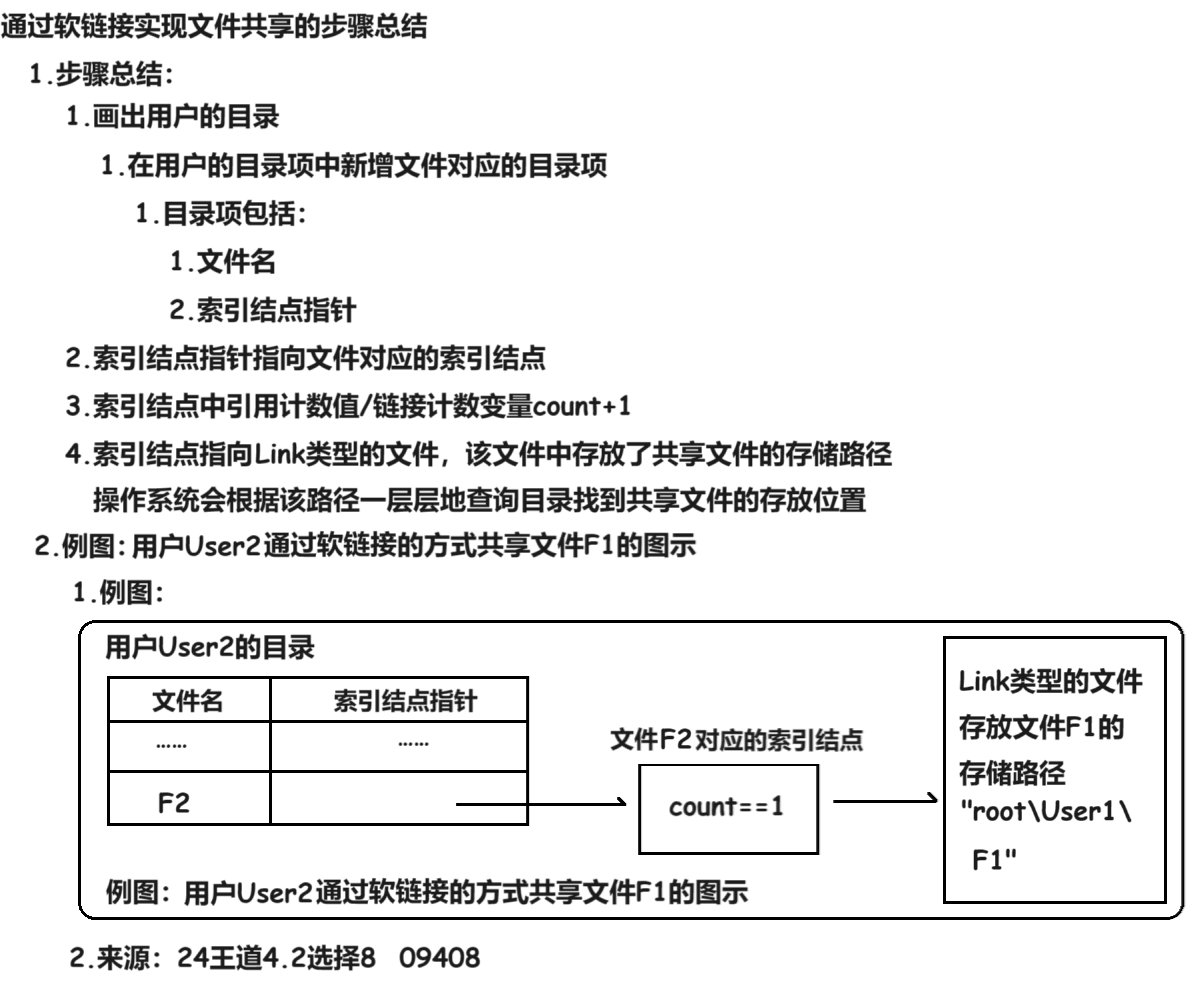 通过软链接实现文件共享的步骤总结
1.步骤总结：
1.画出用户的目录
1.在用户的目录项中新增文件对应的目录项
1.目录项包括：
1.文件名
2.索引结点指针
2.索引结点指针指向文件对应的索引结点
3.索引结点中引用计数值/链接计数变量count+1
4.索引结点指向Link类型的文件，该文件中存放了共享文件的存储路径
操作系统会根据该路径一层层地查询目录找到共享文件的存放位置
2.例图：用户User2通过软链接的方式共享文件F1的图示
1.例图：
用户User2的目录
文件名 索引结点指针
…… ……
F2
文件F2对应的索引结点
count==1
Link类型的文件
存放文件F1的
存储路径
"root\User1\
F1"
例图：用户User2通过软链接的方式共享文件F1的图示
2.来源：24王道4.2选择8 09408